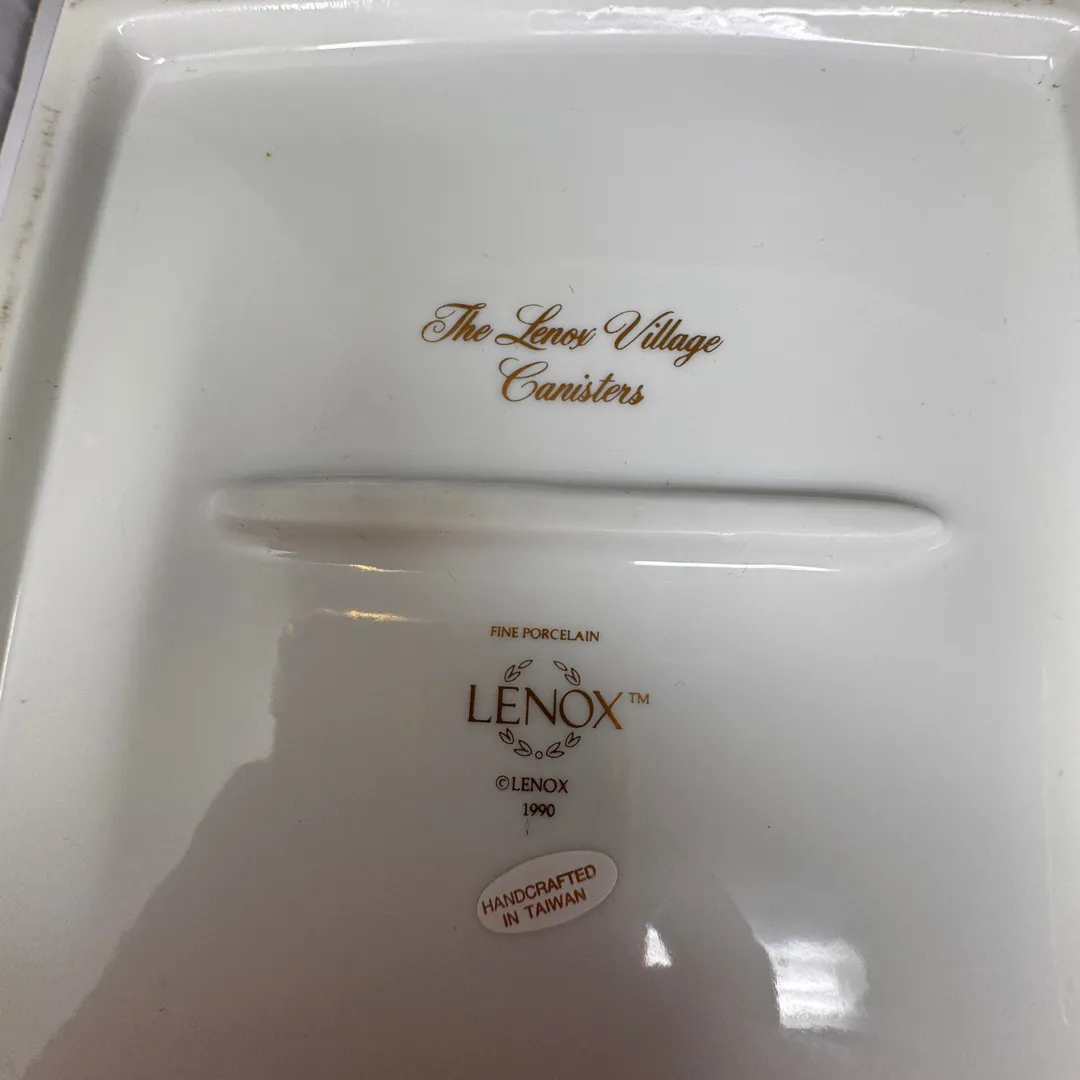 The Lenox Village
Canisters
FINE PORCELAIN
LENOX™
©LENOX
1990
HANDCRAFTED
IN TAIWAN